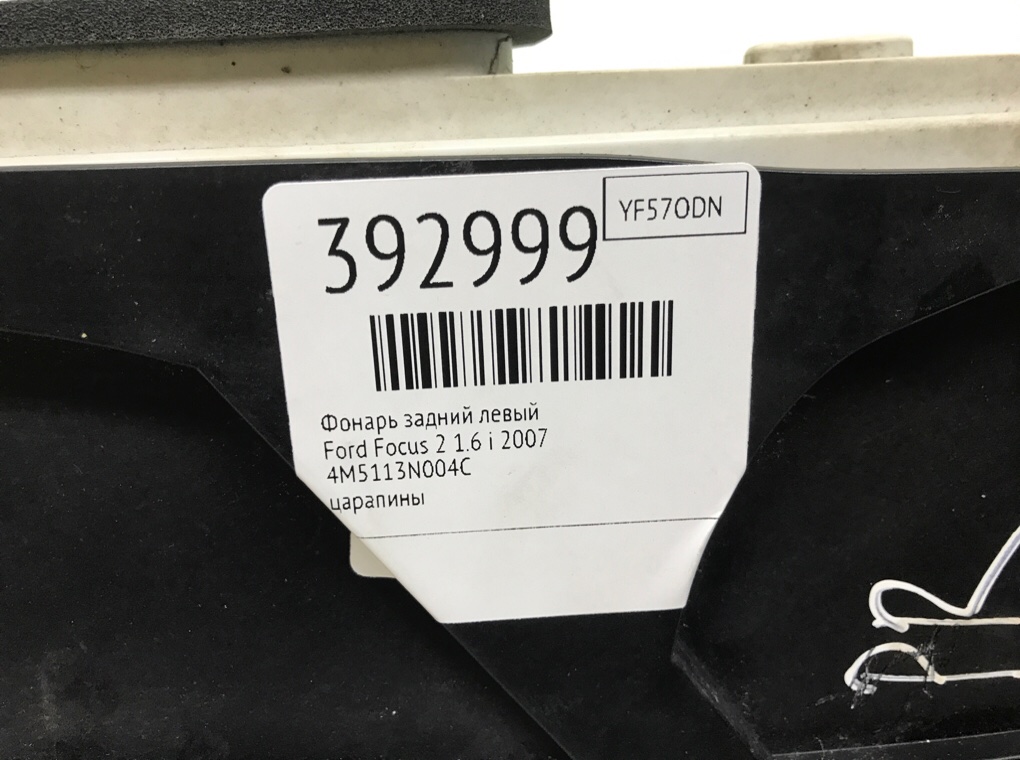 392999
YF57ODN
Фонарь задний левый
Ford Focus 2 1.6 i 2007
4M5113N004C
царапины